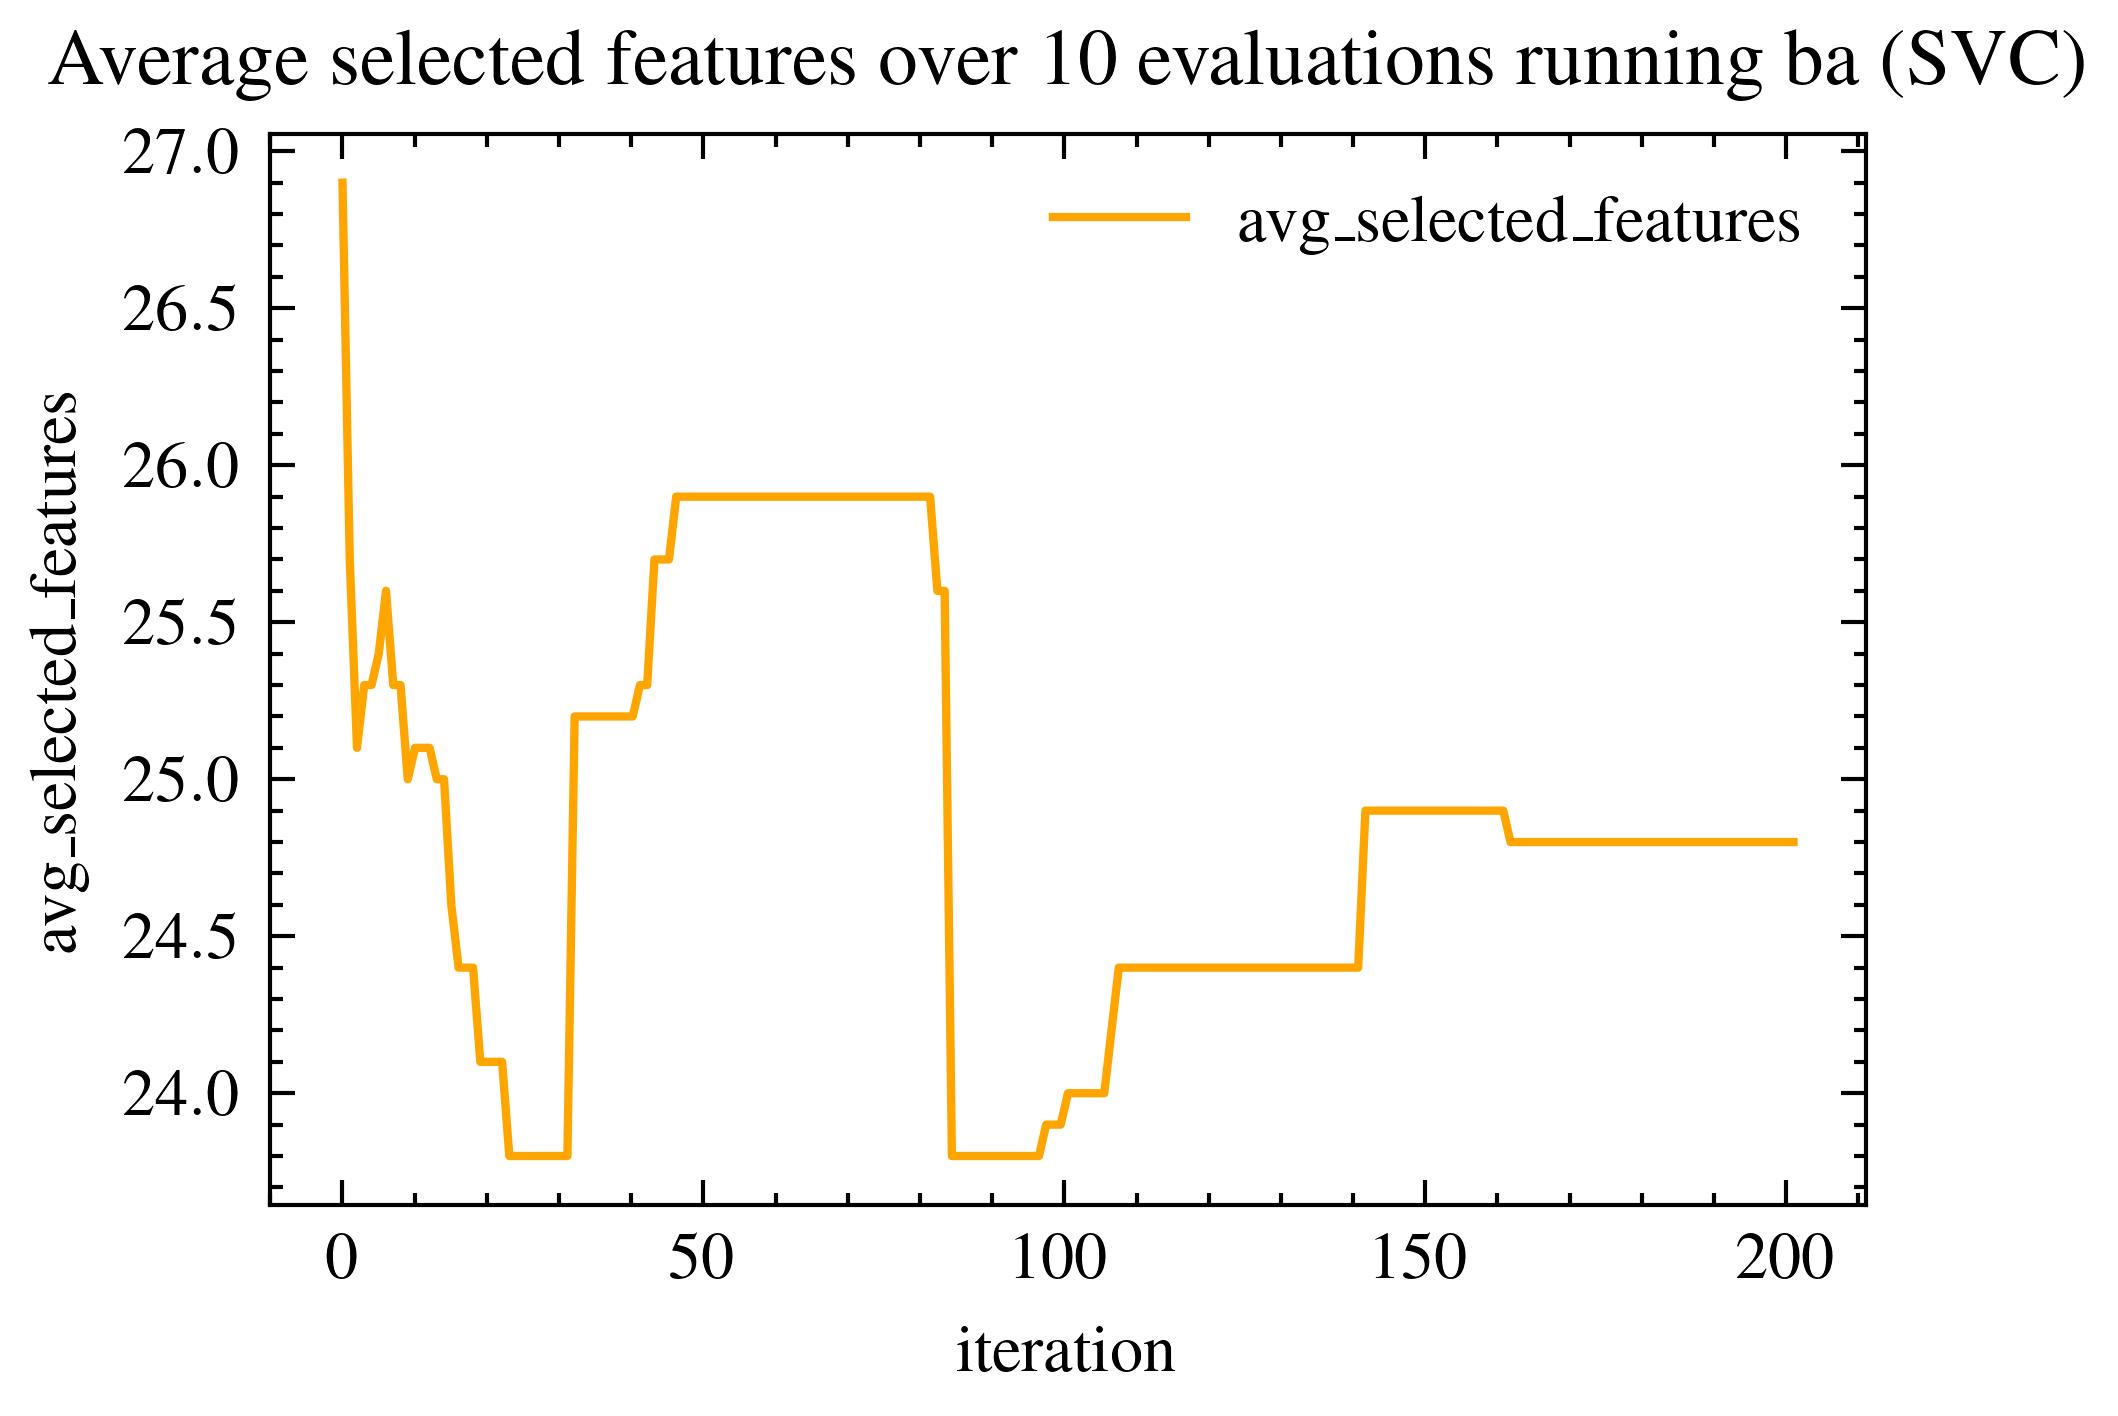 Average selected features over 10 evaluations running ba (SVC)
27.0
26.5
26.0
25.5
25.0
24.5
24.0
avg_selected_features
avg_selected_features
0 50 100 150 200
iteration